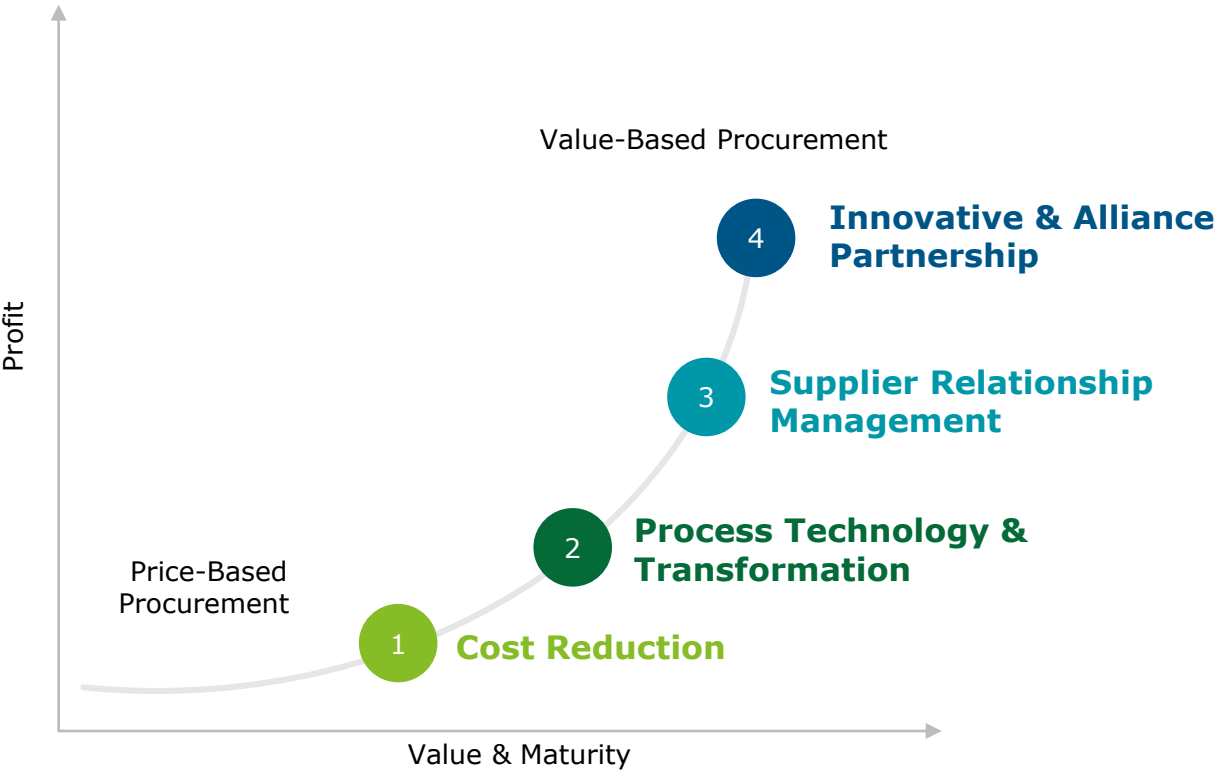 Value-Based Procurement
4
Innovative & Alliance
Partnership
Profit
3
Supplier Relationship
Management
2
Process Technology &
Transformation
Price-Based
Procurement
1
Cost Reduction
Value & Maturity